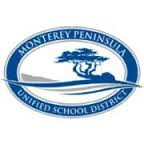 MONTEREY PENINSULA
UNIFIED SCHOOL DISTRICT